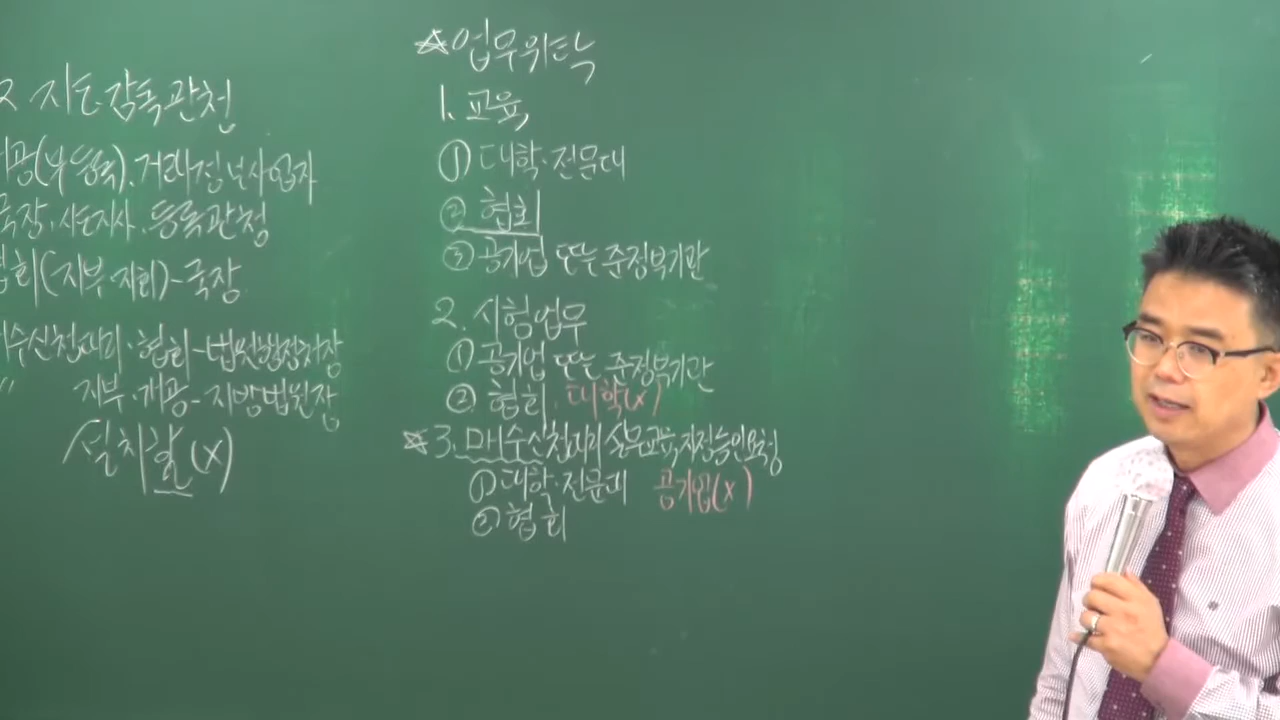 2 지도·감독관청
개공(부동록)·거래정보사업자
국장·시도지사·등록관청
협회(지부·지회)-국장
매수신청대리·협회-법원행정처장
〃 지부·개공-지방법원장
설치할(x)
☆업무위탁
1. 교육
① 대학·전문대
② 협회
③ 공기업 또는 준정부기관
2. 시험업무
① 공기업 또는 준정부기관
② 협회, 대학(x)
☆3. 매수신청대리 실무교육 지정승인요청
① 대학·전문대 공기업(x)
② 협회